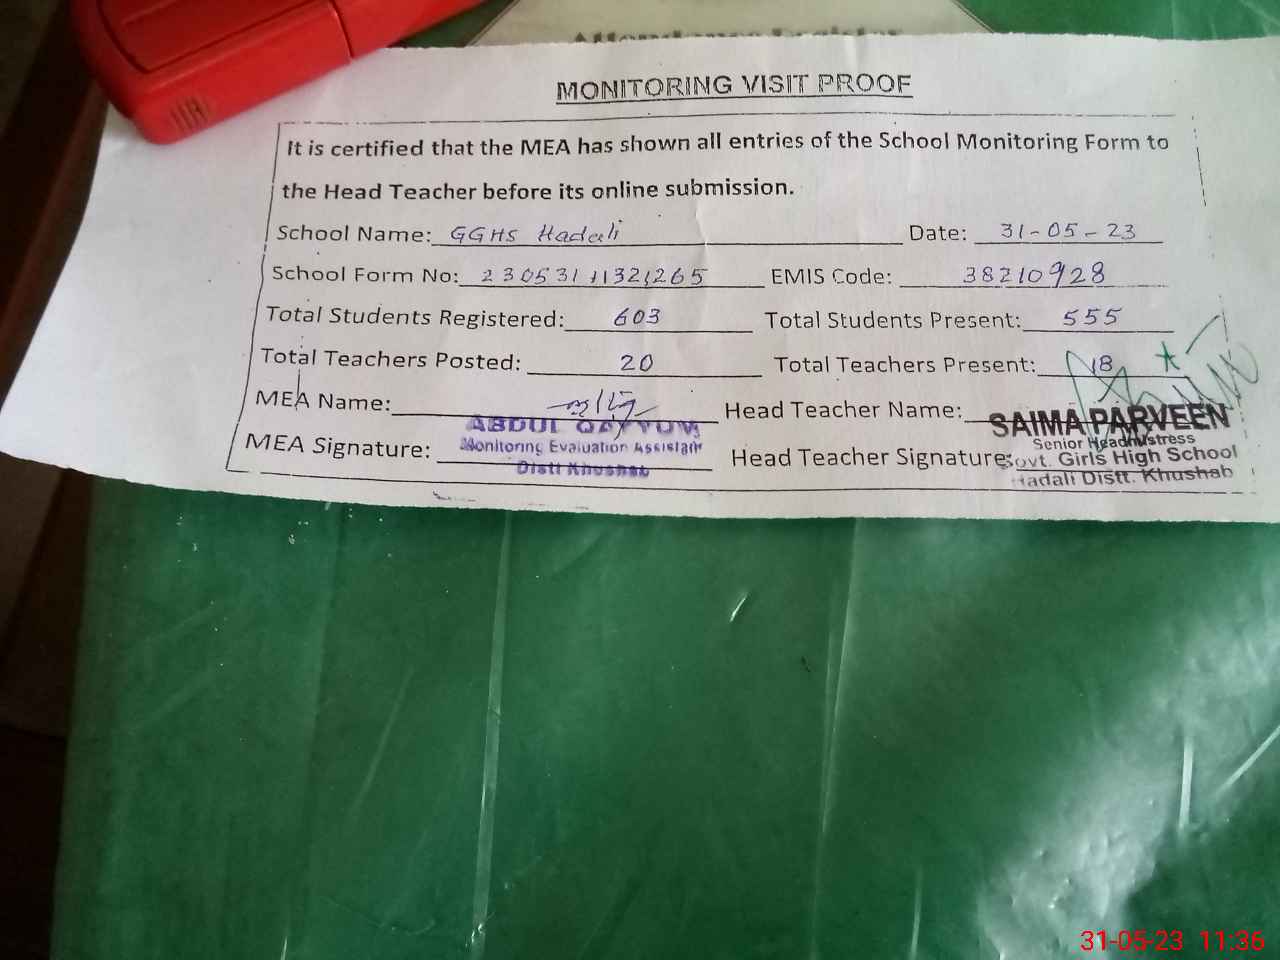 Attendance Register
MONITORING VISIT PROOF
It is certified that the MEA has shown all entries of the School Monitoring Form to
the Head Teacher before its online submission.
School Name: GGHS Hadali Date: 31-05-23
School Form No: EMIS Code: 38210928
Total Students Registered: 603 Total Students Present: 555
Total Teachers Posted: 20 Total Teachers Present: 18
MEA Name: Head Teacher Name:
ABDUL QAYYUM
SAIMA PARVEEN
MEA Signature: Head Teacher Signature:
Monitoring Evaluation Assistant
Distt Khushab
Senior Headmistress
Govt. Girls High School
Hadali Distt. Khushab
31-05-23 11:36